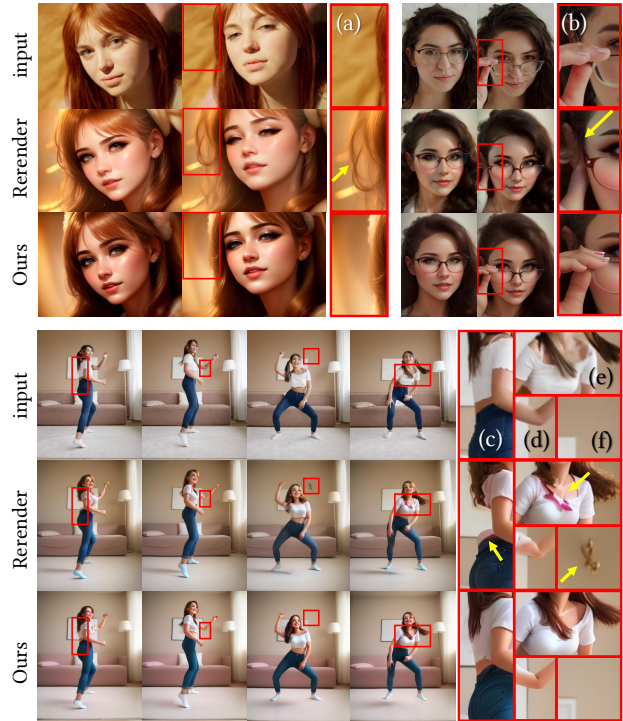 input
(a)
(b)
Rerender
Ours
input
(c)
(d)
(e)
(f)
Rerender
Ours